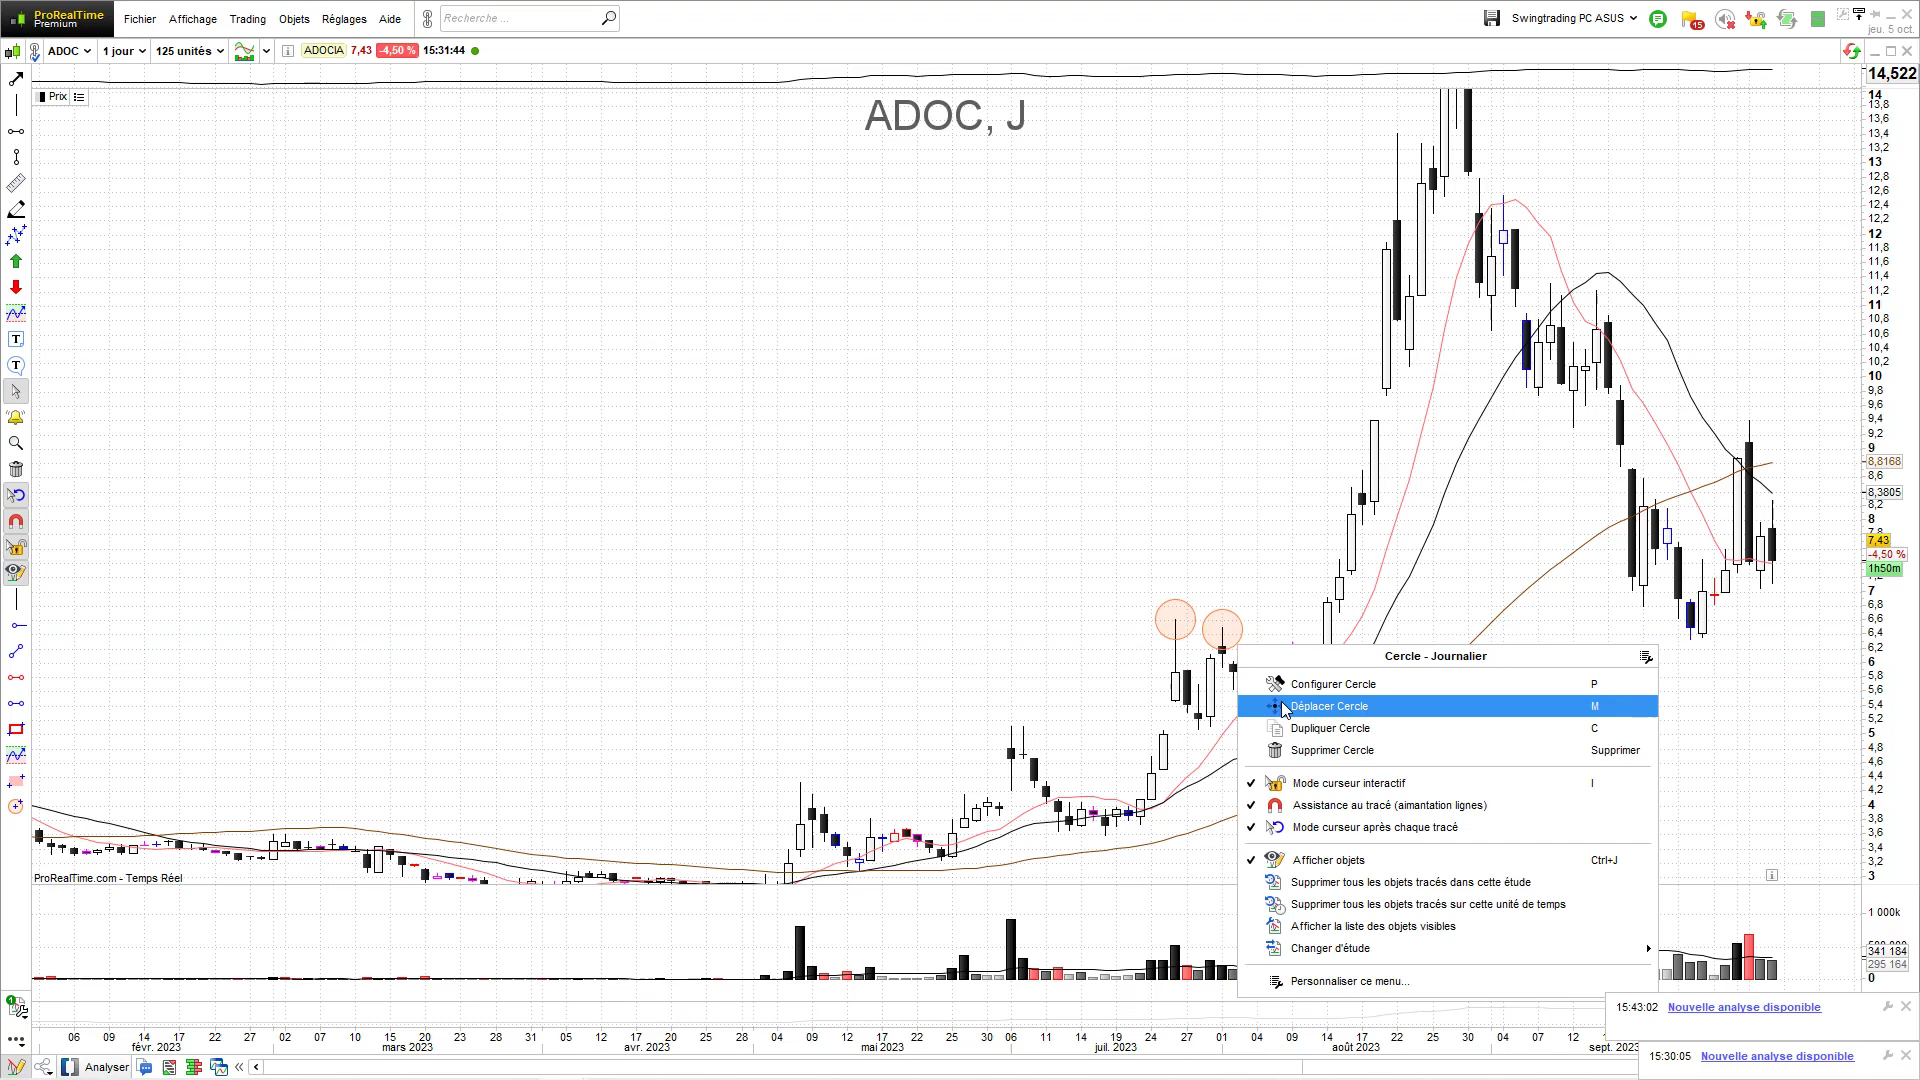 ProRealTime
Premium
Fichier Affichage Trading Objets Réglages Aide
Recherche ...
Swingtrading PC ASUS
15
jeu. 5 oct.
ADOC 1 jour 125 unités
ADOCIA 7,43 -4,50 % 15:31:44
14,522
Prix
ADOC, J
14
13,8
13,6
13,4
13,2
13
12,8
12,6
12,4
12,2
12
11,8
11,6
11,4
11,2
11
10,8
10,6
10,4
10,2
10
9,8
9,6
9,4
9,2
9
8,8168
8,6
8,3805
8,2
8
7,8
7,43
-4,50 %
1h50m
7,2
7
6,8
6,6
6,4
6,2
6
5,8
5,6
5,4
5,2
5
4,8
4,6
4,4
4,2
4
3,8
3,6
3,4
3,2
3
Cercle - Journalier
Configurer Cercle P
Déplacer Cercle M
Dupliquer Cercle C
Supprimer Cercle Supprimer
Mode curseur interactif I
Assistance au tracé (aimantation lignes)
Mode curseur après chaque tracé
Afficher objets Ctrl+J
Supprimer tous les objets tracés dans cette étude
Supprimer tous les objets tracés sur cette unité de temps
Afficher la liste des objets visibles
Changer d'étude
Personnaliser ce menu...
ProRealTime.com - Temps Réel
1 000k
341 184
295 164
0
15:43:02 Nouvelle analyse disponible
15:30:05 Nouvelle analyse disponible
06 09 14 17 22 27 02 07 10 15 20 23 28 31 05 12 17 20 25 28 04 09 12 17 22 25 30 06 11 14 19 24 27 01 04 09 14 17 22 25 30 04 07 12
févr. 2023 mars 2023 avr. 2023 mai 2023 juil. 2023 août 2023 sept. 2023
Analyser